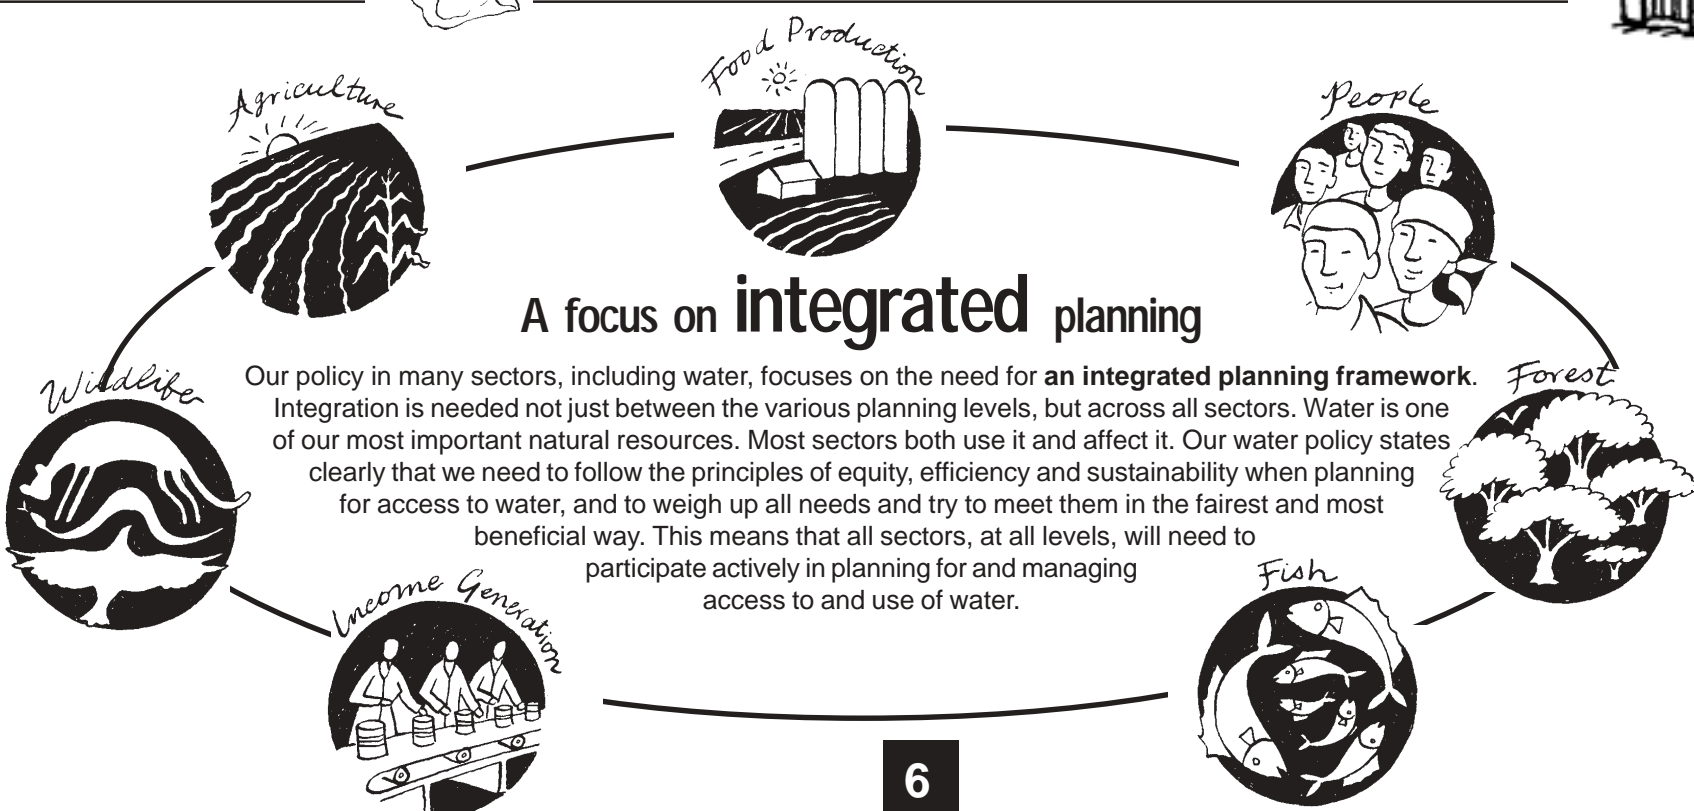 Food Production
Agriculture
People
A focus on integrated planning
Wildlife
Forest
Our policy in many sectors, including water, focuses on the need for an integrated planning framework.
Integration is needed not just between the various planning levels, but across all sectors. Water is one
of our most important natural resources. Most sectors both use it and affect it. Our water policy states
clearly that we need to follow the principles of equity, efficiency and sustainability when planning
for access to water, and to weigh up all needs and try to meet them in the fairest and most
beneficial way. This means that all sectors, at all levels, will need to
participate actively in planning for and managing
access to and use of water.
Income Generation
Fish
6